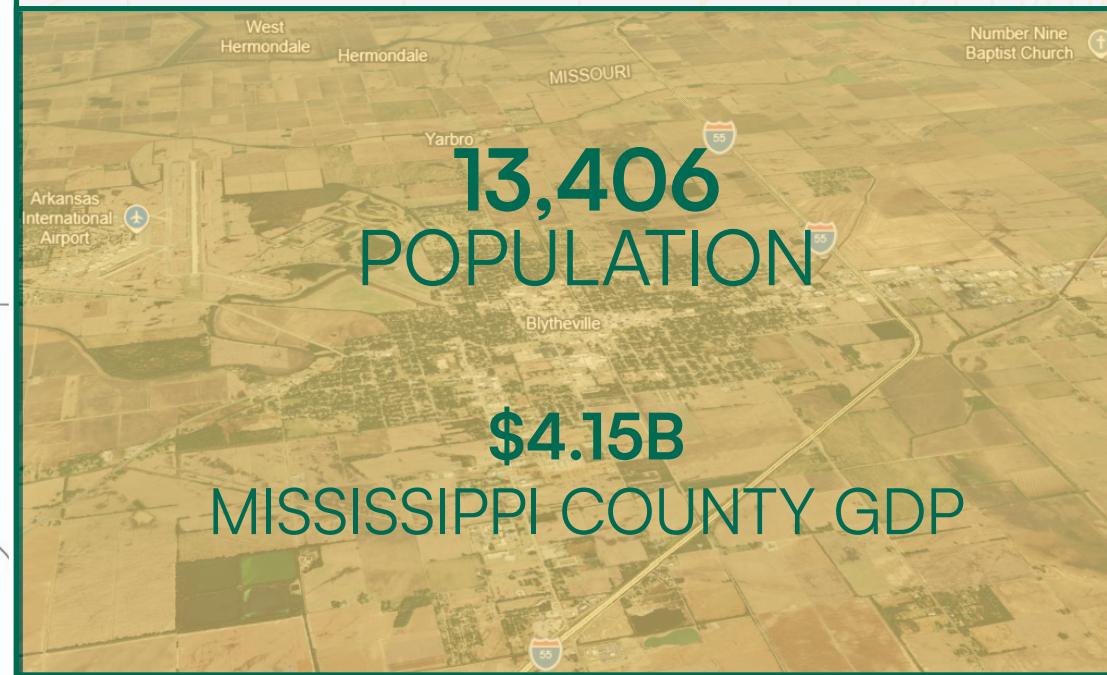 West
Hermondale
Hermondale
MISSOURI
Number Nine
Baptist Church
Yarbro
55
13,406
POPULATION
Arkansas
International
Airport
55
Blytheville
$4.15B
MISSISSIPPI COUNTY GDP
55